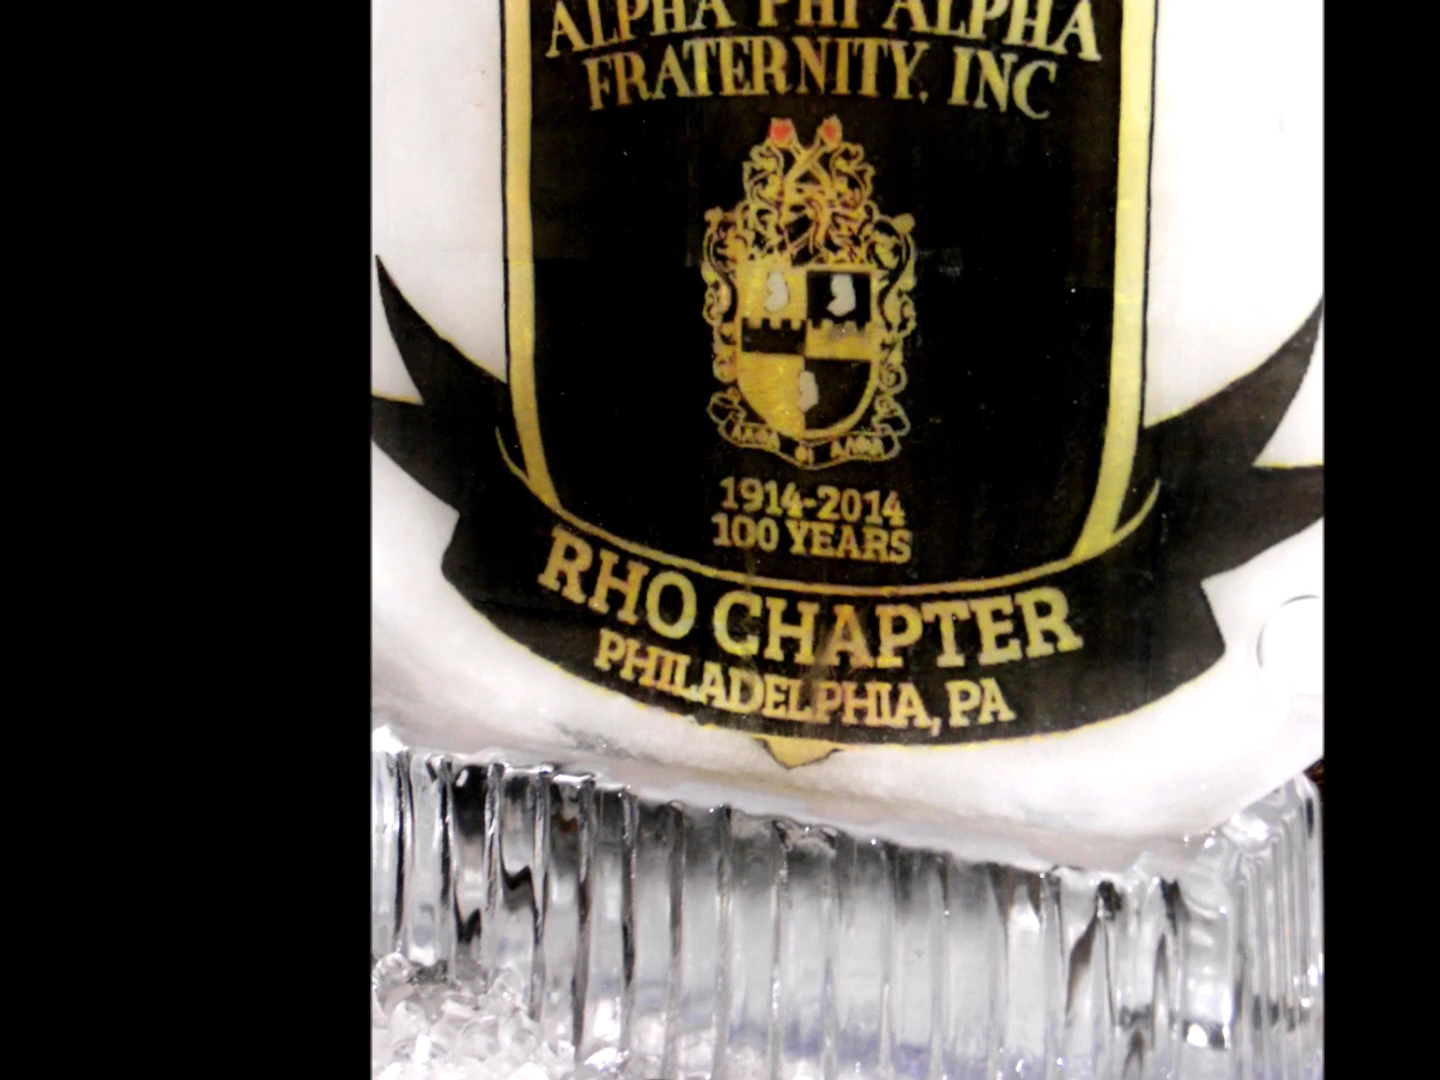 ALPHA PHI ALPHA
FRATERNITY, INC
1914-2014
100 YEARS
RHO CHAPTER
PHILADELPHIA, PA